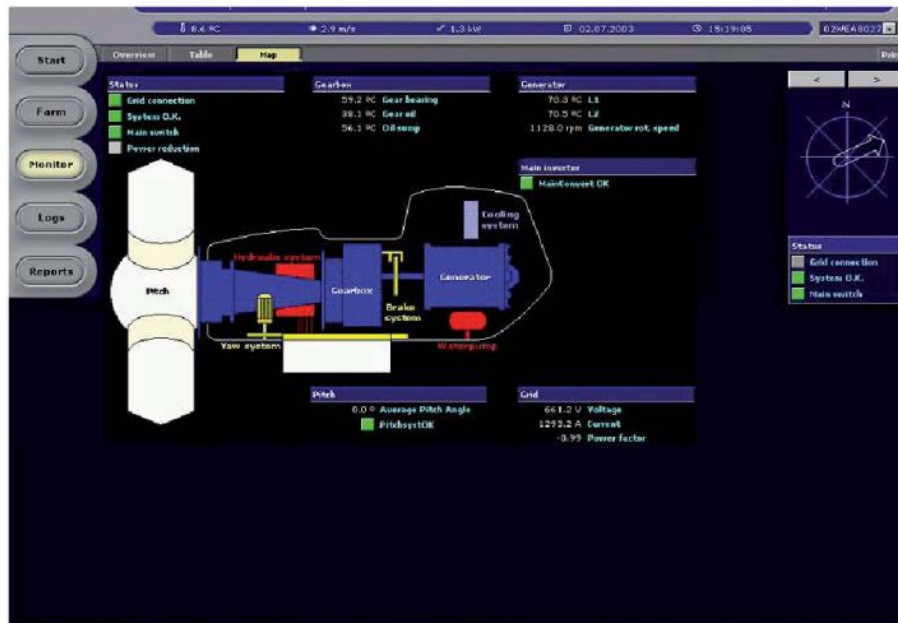 8.6 ºC 2.9 m/s 1.3 kW 02.07.2003 15:19:05 02WEA8027
Start
Overview Table Map Prin
Status Gearbox Generator
Grid connection 59.2 ºC Gear bearing 70.8 ºC L1
System O.K. 38.1 ºC Gear oil 70.5 ºC L2
Main switch 56.1 ºC Oil sump 1128.0 rpm Generator rot. speed
Power reduction
< >
N
Farm
Main inverter
MainConvert OK
Monitor
Cooling system
Logs
Hydraulic system
Status
Grid connection
System O.K.
Main switch
Reports
Pitch Gearbox Generator
Brake system
Yaw system Waterpump
Pitch Grid
0.0 º Average Pitch Angle 661.2 V Voltage
PitchsystOK 1293.2 A Current
-0.99 Power factor